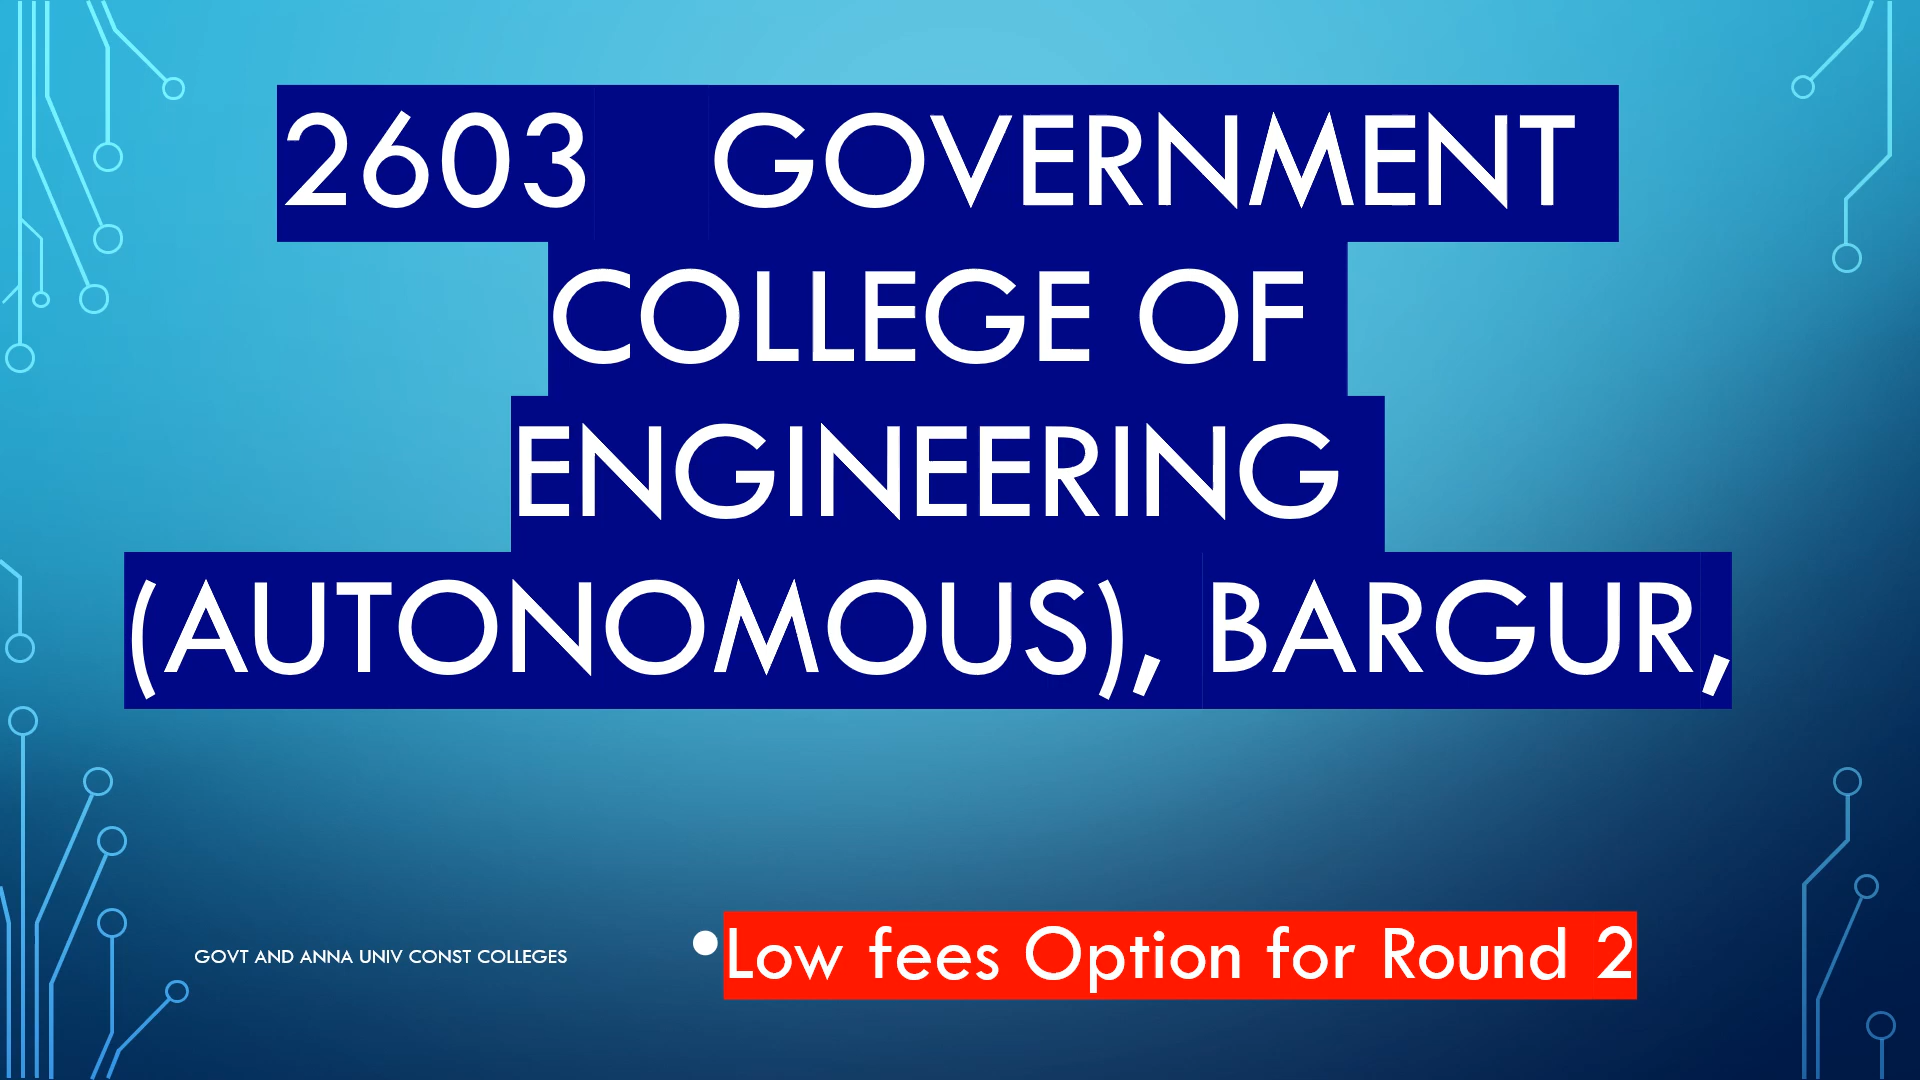 2603 GOVERNMENT
COLLEGE OF
ENGINEERING
(AUTONOMOUS), BARGUR,
GOVT AND ANNA UNIV CONST COLLEGES
•Low fees Option for Round 2